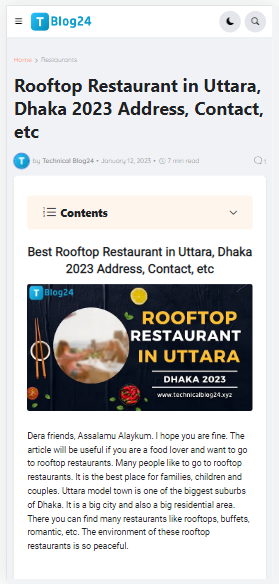 Blog24
Home > Restaurants
Rooftop Restaurant in Uttara,
Dhaka 2023 Address, Contact,
etc
by Technical Blog24 • January 12, 2023 • 7 min read
Contents
Best Rooftop Restaurant in Uttara, Dhaka
2023 Address, Contact, etc
Blog24
ROOFTOP
RESTAURANT
IN UTTARA
DHAKA 2023
www.technicalblog24.xyz
Dera friends, Assalamu Alaykum. I hope you are fine. The
article will be useful if you are a food lover and want to go
to rooftop restaurants. Many people like to go to rooftop
restaurants. It is the best place for families, children and
couples. Uttara model town is one of the biggest suburbs
of Dhaka. It is a big city and also a big residential area.
There you can find many restaurants like rooftops, buffets,
romantic, etc. The environment of these rooftop
restaurants is so peaceful.